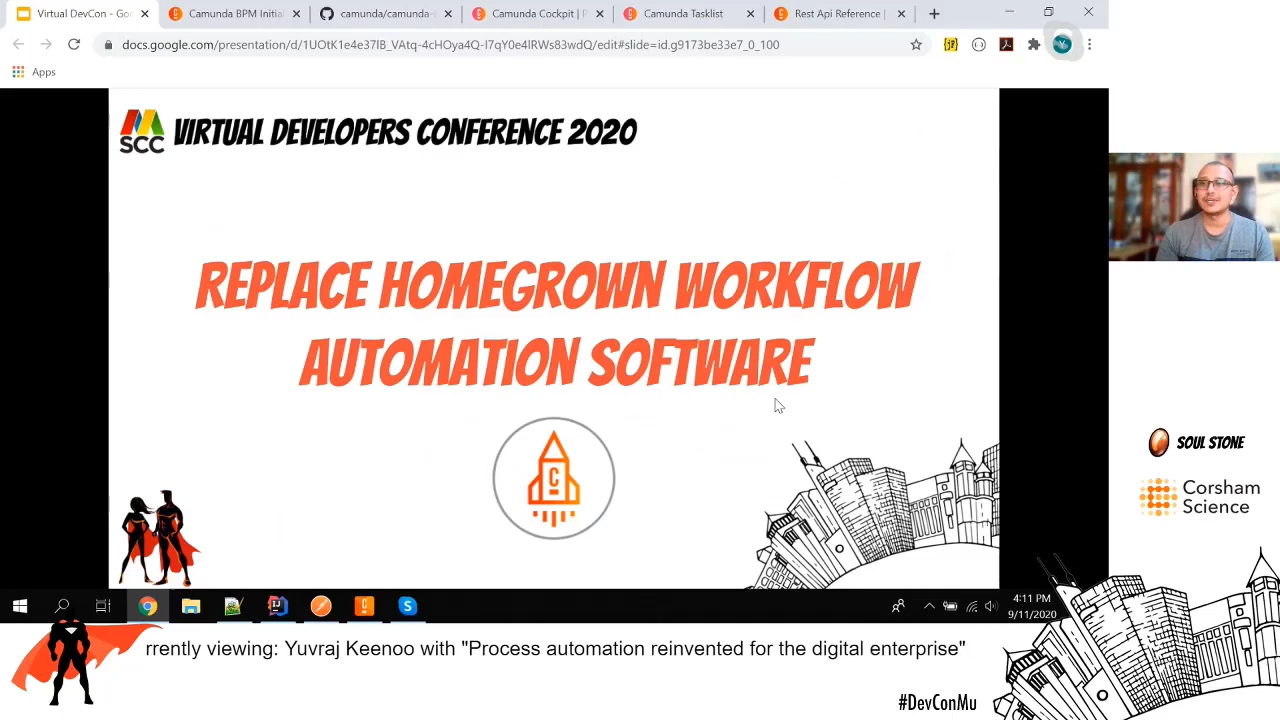 Virtual DevCon - Goo
Camunda BPM Initial
camunda/camunda-
Camunda Cockpit | P
Camunda Tasklist
Rest Api Reference |
docs.google.com/presentation/d/1UOtK1e4e37lB_VAtq-4cHOya4Q-I7qY0e4lRWs83wdQ/edit#slide=id.g9173be33e7_0_100
Apps
SCC
VIRTUAL DEVELOPERS CONFERENCE 2020
REPLACE HOMEGROWN WORKFLOW
AUTOMATION SOFTWARE
C
SOUL STONE
Corsham
Science
4:11 PM
9/11/2020
rrently viewing: Yuvraj Keenoo with "Process automation reinvented for the digital enterprise"
#DevConMu